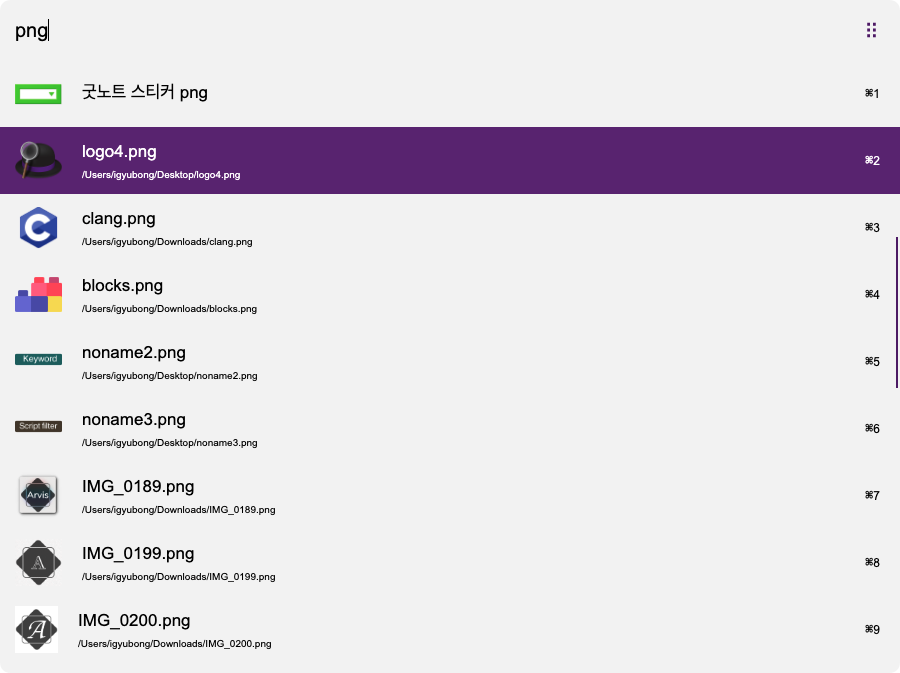 png
굿노트 스티커 png
⌘1
logo4.png
/Users/igyubong/Desktop/logo4.png
⌘2
clang.png
/Users/igyubong/Downloads/clang.png
⌘3
C
blocks.png
/Users/igyubong/Downloads/blocks.png
⌘4
Keyword
noname2.png
/Users/igyubong/Desktop/noname2.png
⌘5
Script filter
noname3.png
/Users/igyubong/Desktop/noname3.png
⌘6
Arvis
IMG_0189.png
/Users/igyubong/Downloads/IMG_0189.png
⌘7
A
IMG_0199.png
/Users/igyubong/Downloads/IMG_0199.png
⌘8
A
IMG_0200.png
/Users/igyubong/Downloads/IMG_0200.png
⌘9